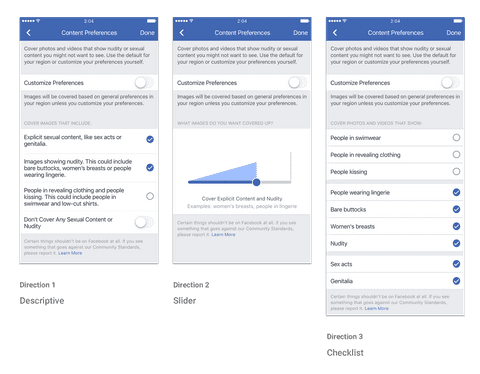 2:04
Content Preferences Done
Cover photos and videos that show nudity or sexual
content you might not want to see. Use the default for
your region or customize preferences yourself.
Customize Preferences
Images will be covered based on general preferences in
your region unless you customize your preferences.
COVER IMAGES THAT INCLUDE:
Explicit sexual content, like sex acts or
genitalia.
Images showing nudity. This could include
bare buttocks, women's breasts or people
wearing lingerie.
People in revealing clothing and people
kissing. This could include people in
swimwear and low-cut shirts.
Don't Cover Any Sexual Content or
Nudity
Certain things shouldn't be on Facebook at all. If you see
something that goes against our Community Standards,
please report it. Learn More
Direction 1
Descriptive
2:04
Content Preferences Done
Cover photos and videos that show nudity or sexual
content you might not want to see. Use the default for
your region or customize preferences yourself.
Customize Preferences
Images will be covered based on general preferences in
your region unless you customize your preferences.
WHAT IMAGES DO YOU WANT COVERED UP?
Cover Explicit Content and Nudity
Examples: women's breasts, people in lingerie
Certain things shouldn't be on Facebook at all. If you see
something that goes against our Community Standards,
please report it. Learn More
Direction 2
Slider
2:04
Content Preferences Done
Cover photos and videos that show nudity or sexual
content you might not want to see. Use the default for
your region or customize preferences yourself.
Customize Preferences
Images will be covered based on general preferences in
your region unless you customize your preferences.
COVER PHOTOS AND VIDEOS THAT SHOW:
People in swimwear
People in revealing clothing
People kissing
People wearing lingerie
Bare buttocks
Women's breasts
Nudity
Sex acts
Genitalia
Certain things shouldn't be on Facebook at all. If you see
something that goes against our Community Standards,
please report it. Learn More
Direction 3
Checklist